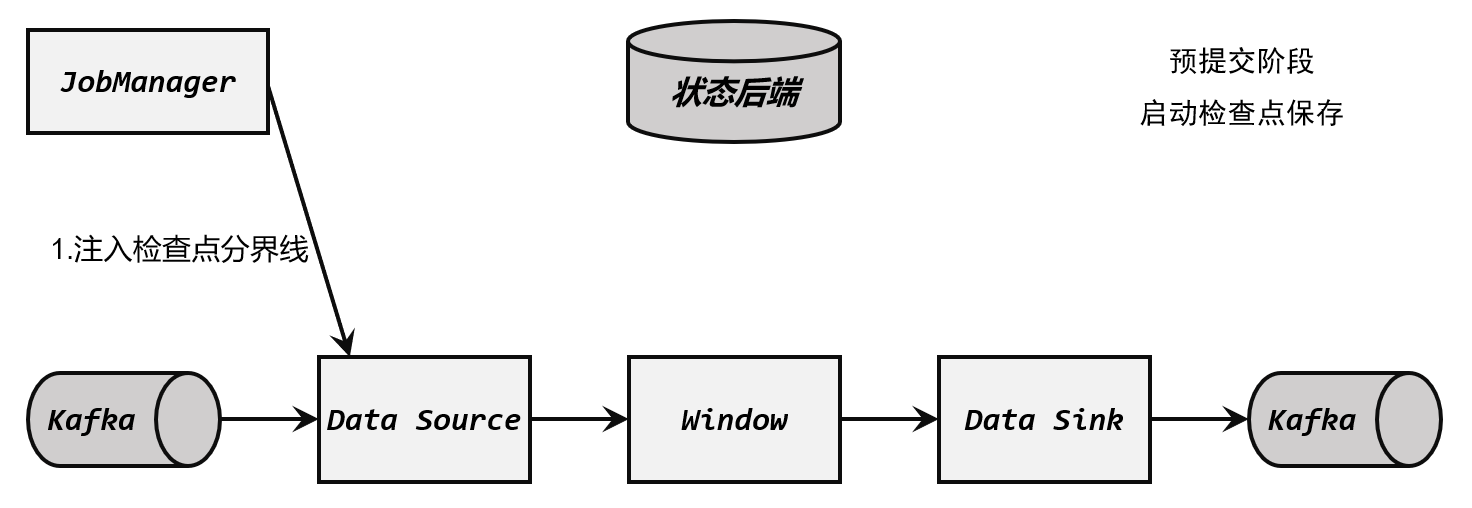 JobManager
状态后端
预提交阶段
启动检查点保存
1.注入检查点分界线
Kafka
Data Source
Window
Data Sink
Kafka